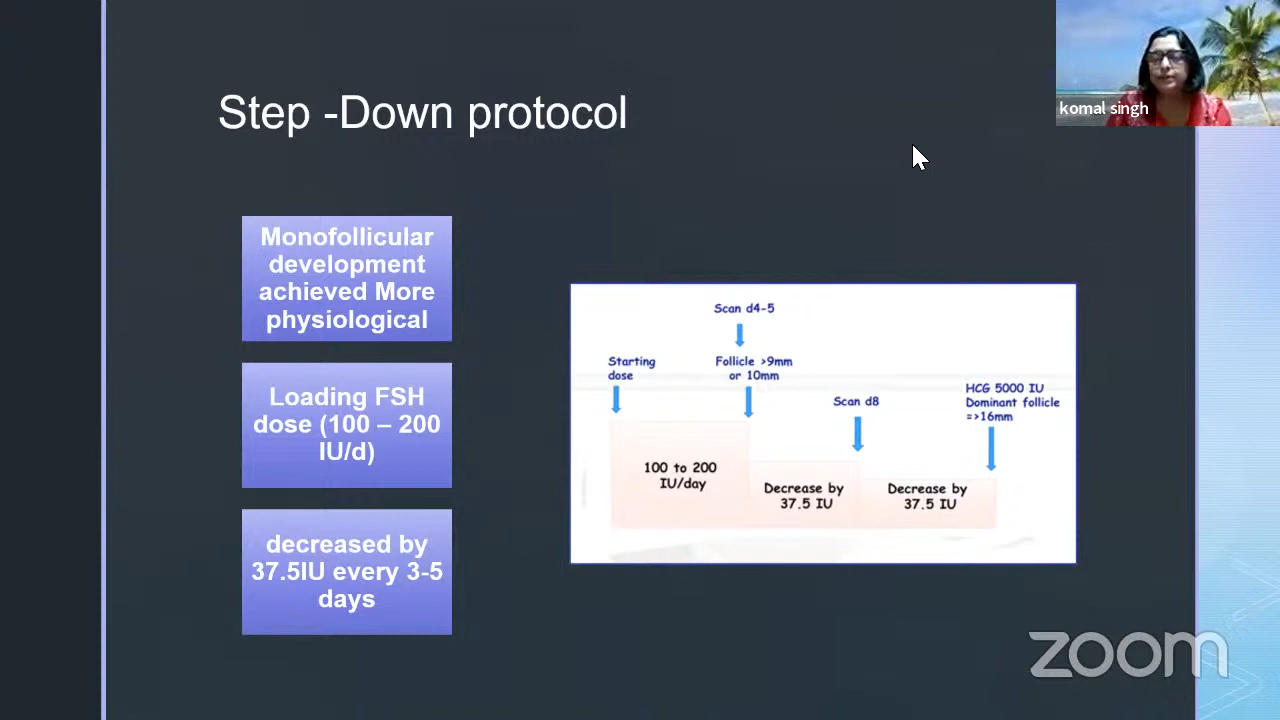 komal singh
Step -Down protocol
Monofollicular
development
achieved More
physiological
Loading FSH
dose (100 – 200
IU/d)
decreased by
37.5IU every 3-5
days
Scan d4-5
Starting
dose
Follicle >9mm
or 10mm
Scan d8
HCG 5000 IU
Dominant follicle
=>16mm
100 to 200
IU/day
Decrease by
37.5 IU
Decrease by
37.5 IU
zoom